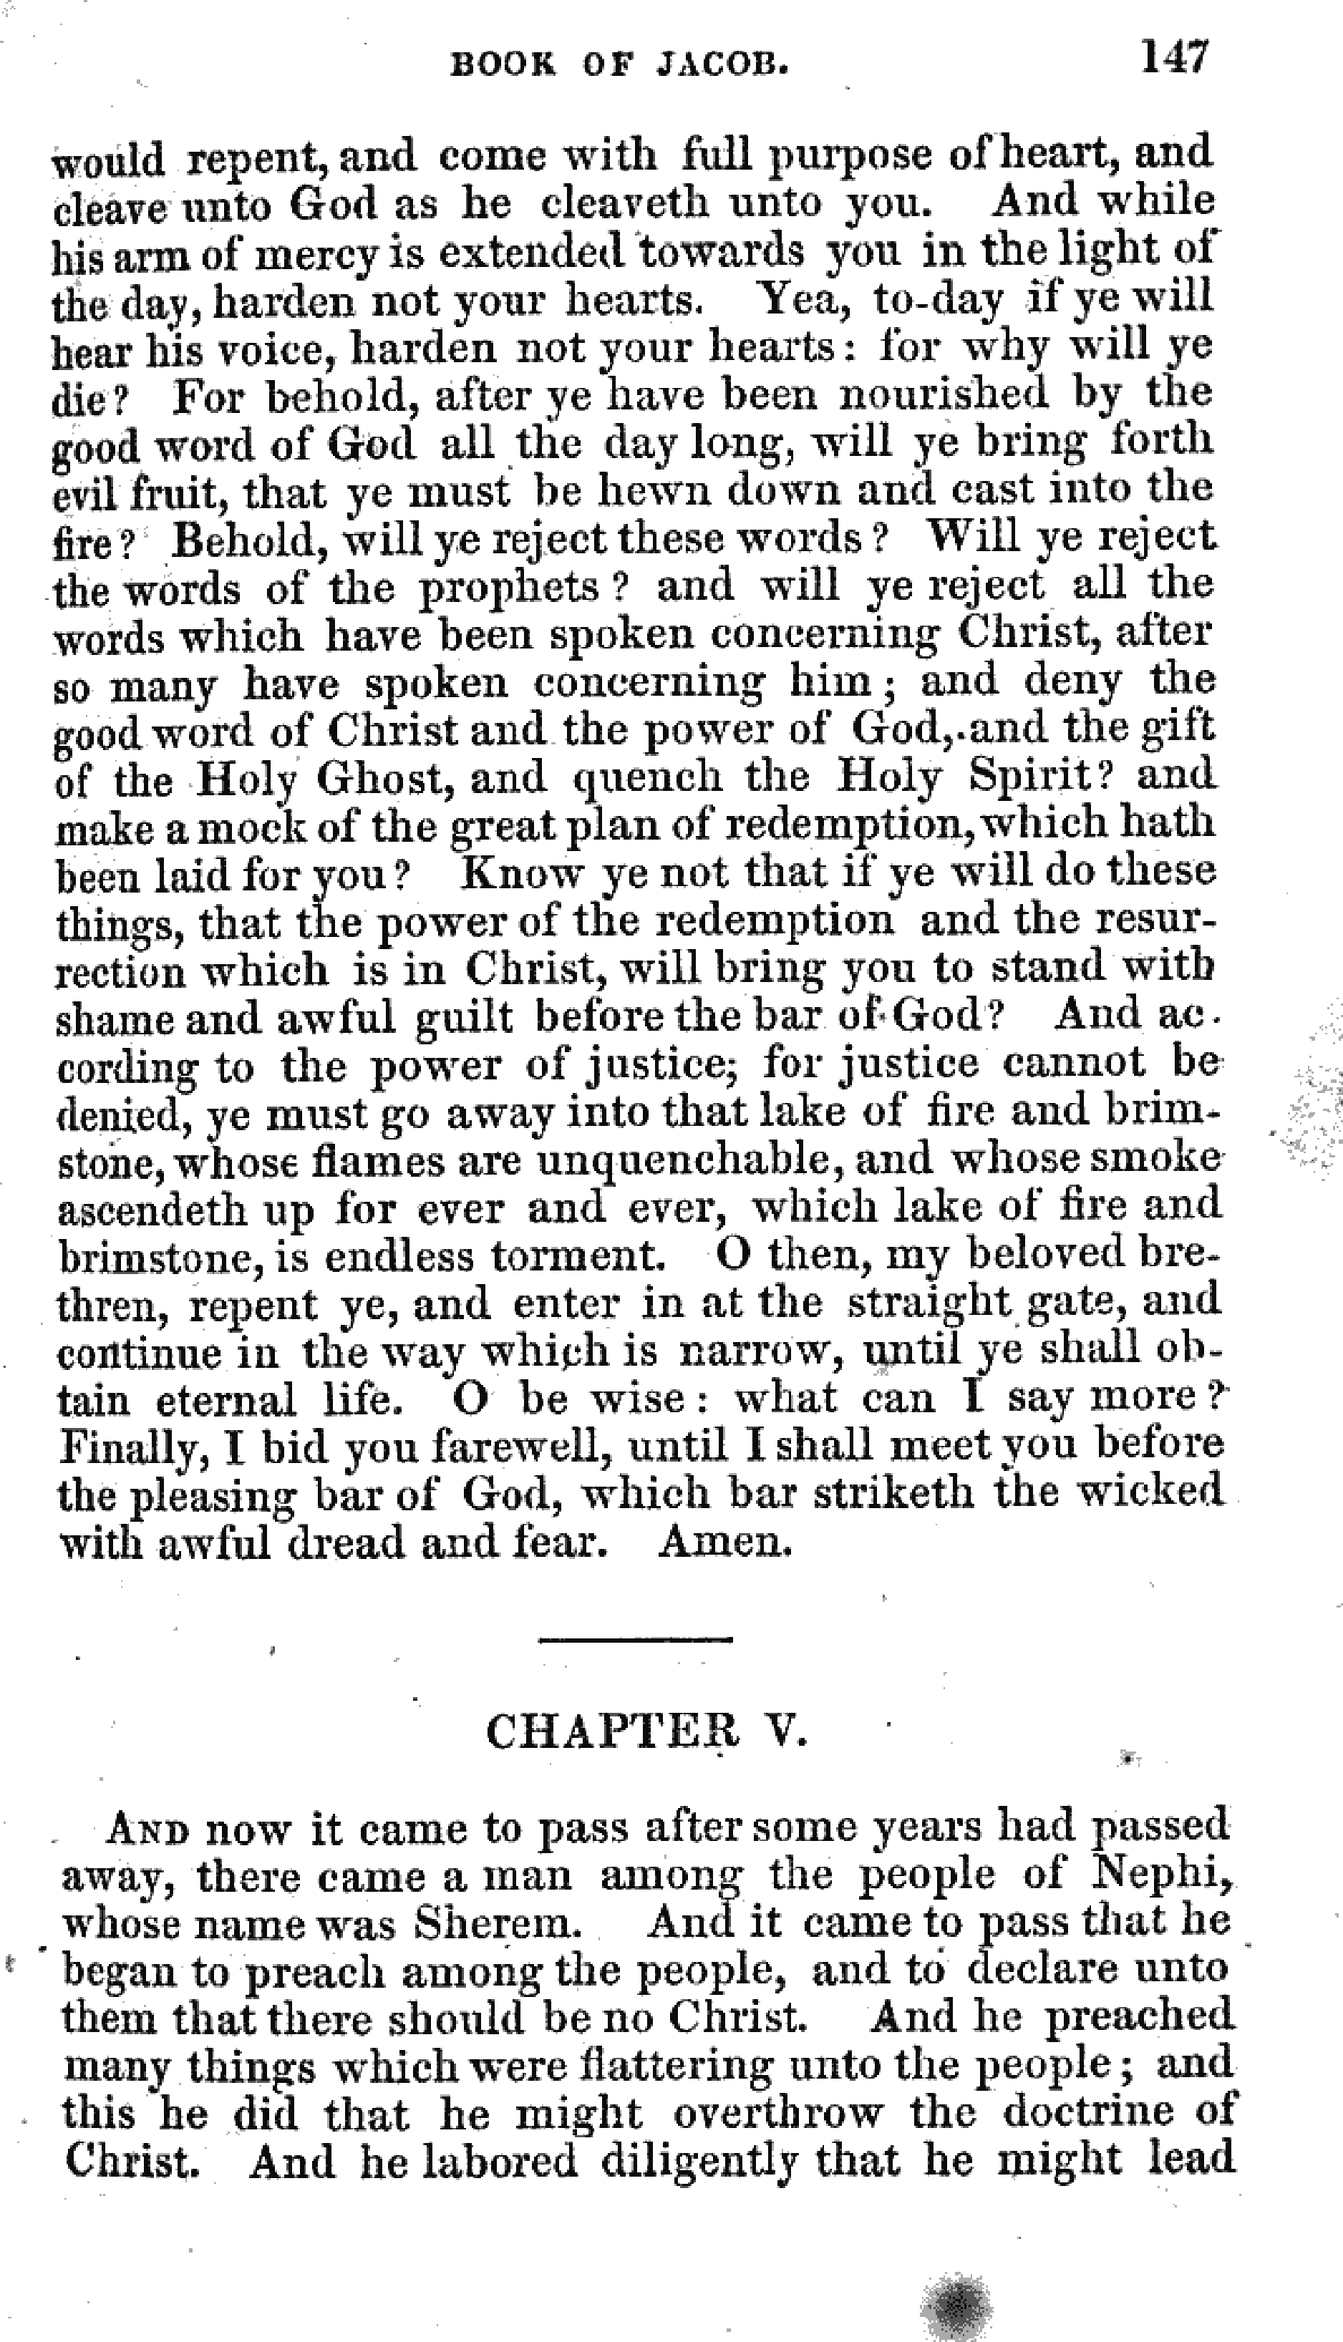 BOOK OF JACOB. 147
would repent, and come with full purpose of heart, and
cleave unto God as he cleaveth unto you. And while
his arm of mercy is extended towards you in the light of
the day, harden not your hearts. Yea, to-day if ye will
hear his voice, harden not your hearts: for why will ye
die? For behold, after ye have been nourished by the
good word of God all the day long, will ye bring forth
evil fruit, that ye must be hewn down and cast into the
fire? Behold, will ye reject these words? Will ye reject
the words of the prophets? and will ye reject all the
words which have been spoken concerning Christ, after
so many have spoken concerning him; and deny the
good word of Christ and the power of God, and the gift
of the Holy Ghost, and quench the Holy Spirit? and
make a mock of the great plan of redemption, which hath
been laid for you? Know ye not that if ye will do these
things, that the power of the redemption and the resur-
rection which is in Christ, will bring you to stand with
shame and awful guilt before the bar of God? And ac-
cording to the power of justice; for justice cannot be
denied, ye must go away into that lake of fire and brim-
stone, whose flames are unquenchable, and whose smoke
ascendeth up for ever and ever, which lake of fire and
brimstone, is endless torment. O then, my beloved bre-
thren, repent ye, and enter in at the straight gate, and
continue in the way which is narrow, until ye shall ob-
tain eternal life. O be wise: what can I say more?
Finally, I bid you farewell, until I shall meet you before
the pleasing bar of God, which bar striketh the wicked
with awful dread and fear. Amen.
CHAPTER V.
AND now it came to pass after some years had passed
away, there came a man among the people of Nephi,
whose name was Sherem. And it came to pass that he
began to preach among the people, and to declare unto
them that there should be no Christ. And he preached
many things which were flattering unto the people; and
this he did that he might overthrow the doctrine of
Christ. And he labored diligently that he might lead